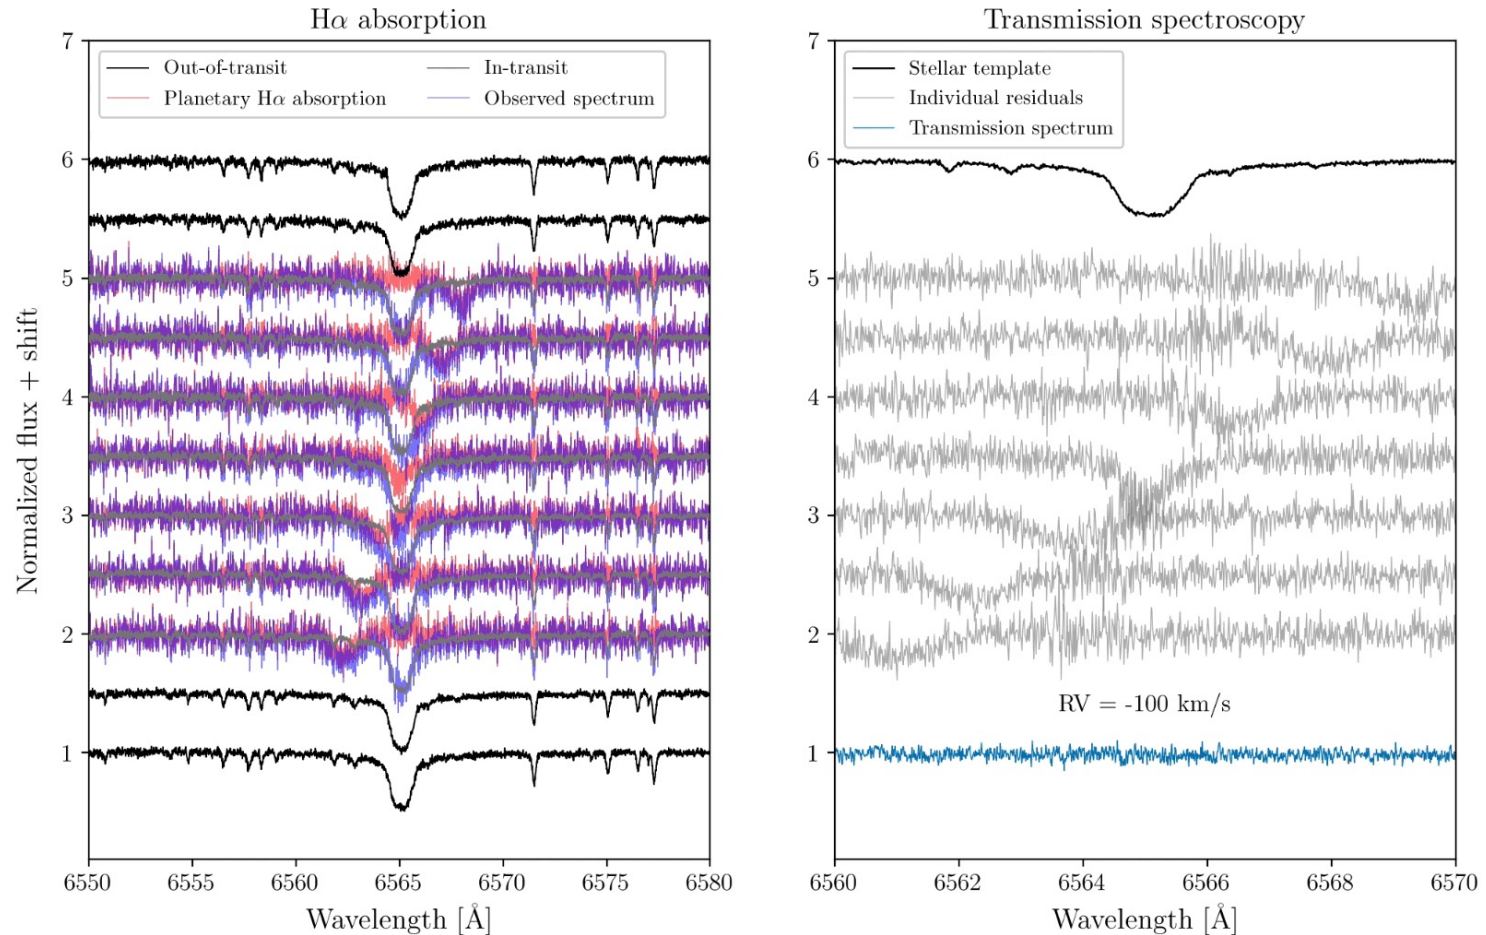 Hα absorption
Out-of-transit
Planetary Hα absorption
In-transit
Observed spectrum
7
6
5
4
3
2
1
Normalized flux + shift
6550 6555 6560 6565 6570 6575 6580
Wavelength [Å]
Transmission spectroscopy
Stellar template
Individual residuals
Transmission spectrum
7
6
5
4
3
2
1
RV = -100 km/s
6560 6562 6564 6566 6568 6570
Wavelength [Å]